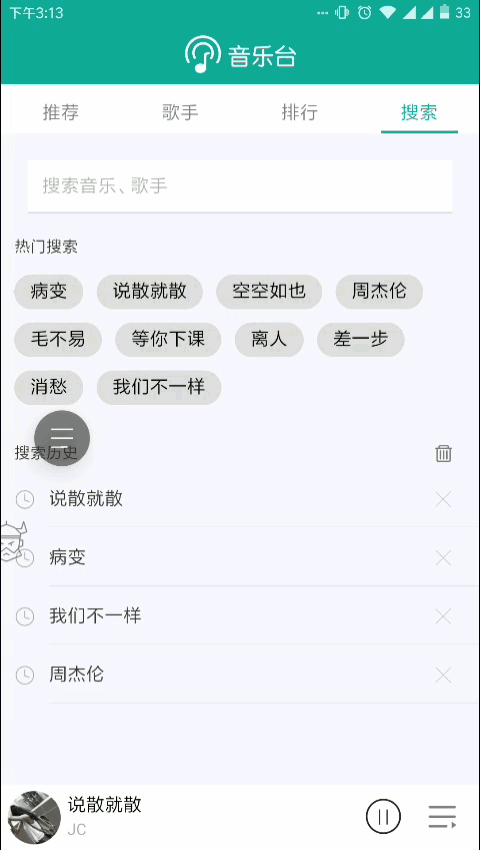 下午3:13 33
音乐台
推荐 歌手 排行 搜索
搜索音乐、歌手
热门搜索
病变 说散就散 空空如也 周杰伦
毛不易 等你下课 离人 差一步
消愁 我们不一样
搜索历史
说散就散
病变
我们不一样
周杰伦
说散就散
JC